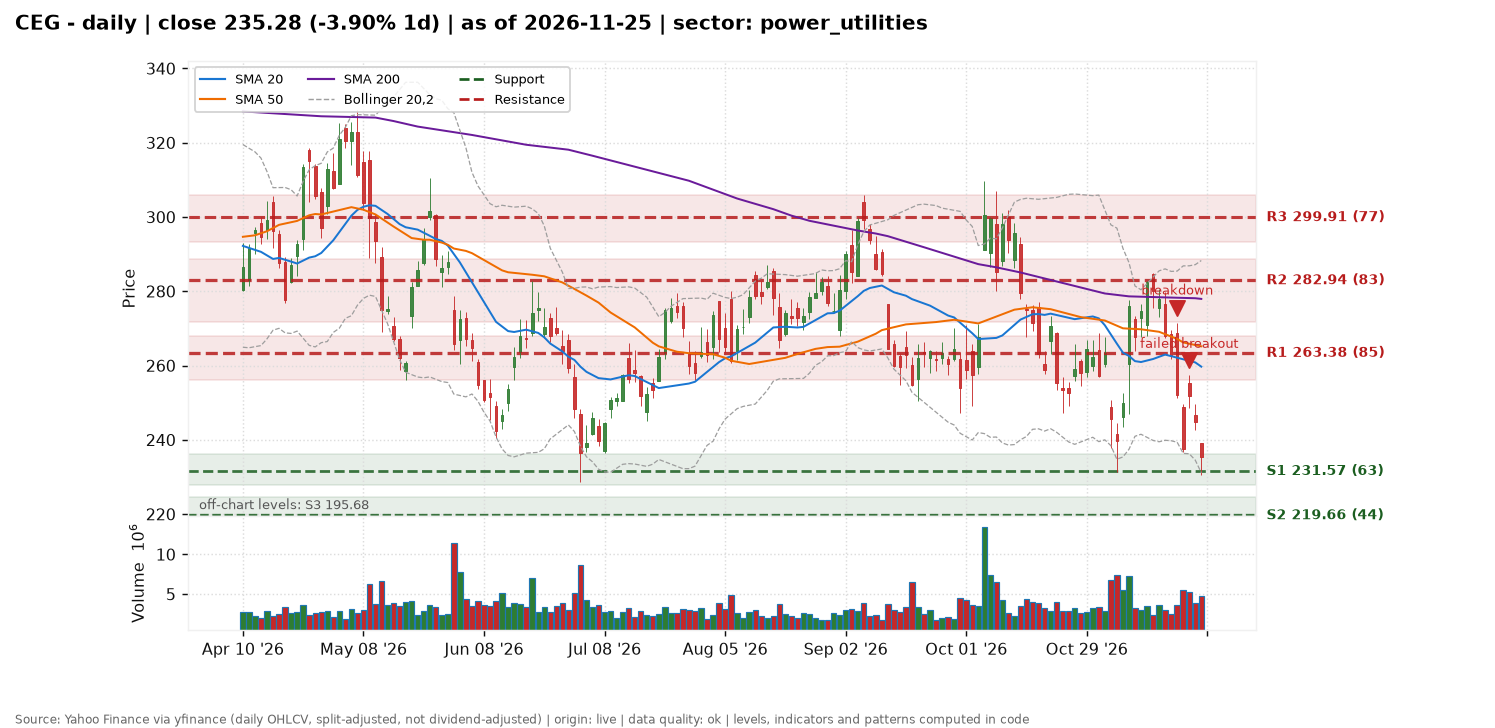 CEG - daily | close 235.28 (-3.90% 1d) | as of 2026-11-25 | sector: power_utilities
SMA 20
SMA 50
SMA 200
Bollinger 20,2
Support
Resistance
Price
340
320
300
280
260
240
220
R3 299.91 (77)
R2 282.94 (83)
breakdown
failed breakout
R1 263.38 (85)
S1 231.57 (63)
off-chart levels: S3 195.68
S2 219.66 (44)
Volume 10⁶
10
5
Apr 10 '26
May 08 '26
Jun 08 '26
Jul 08 '26
Aug 05 '26
Sep 02 '26
Oct 01 '26
Oct 29 '26
Source: Yahoo Finance via yfinance (daily OHLCV, split-adjusted, not dividend-adjusted) | origin: live | data quality: ok | levels, indicators and patterns computed in code